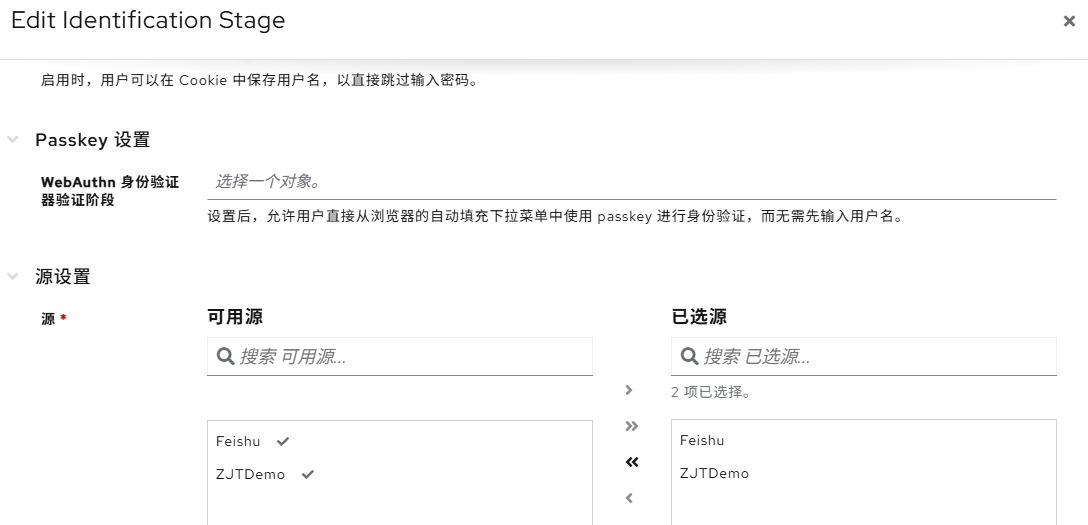 Edit Identification Stage
启用时，用户可以在 Cookie 中保存用户名，以直接跳过输入密码。
Passkey 设置
WebAuthn 身份验证
器验证阶段
选择一个对象。
设置后，允许用户直接从浏览器的自动填充下拉菜单中使用 passkey 进行身份验证，而无需先输入用户名。
源设置
源 *
可用源
搜索 可用源...
Feishu
ZJTDemo
已选源
搜索 已选源...
2 项已选择。
Feishu
ZJTDemo